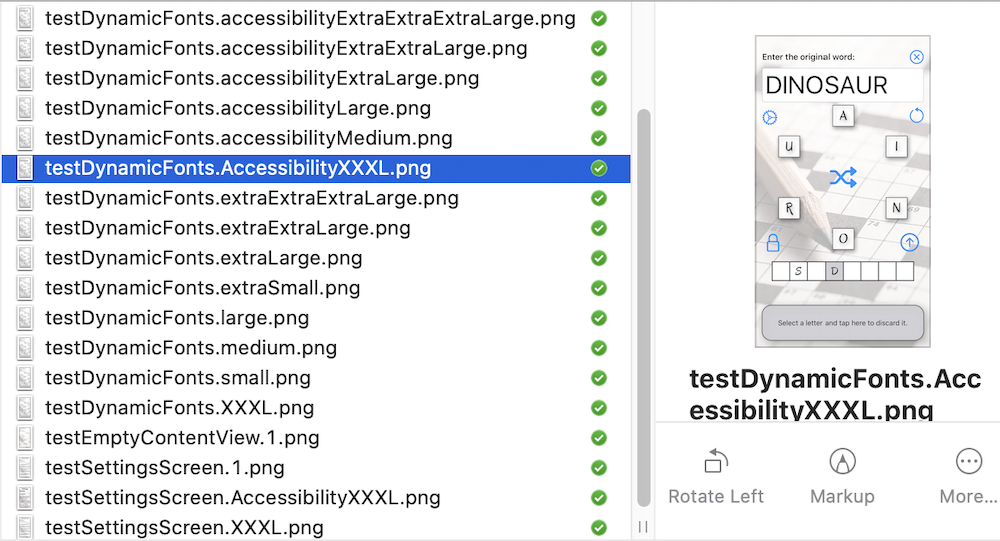 testDynamicFonts.accessibilityExtraExtraExtraLarge.png
testDynamicFonts.accessibilityExtraExtraLarge.png
testDynamicFonts.accessibilityExtraLarge.png
testDynamicFonts.accessibilityLarge.png
testDynamicFonts.accessibilityMedium.png
testDynamicFonts.AccessibilityXXXL.png
testDynamicFonts.extraExtraExtraLarge.png
testDynamicFonts.extraExtraLarge.png
testDynamicFonts.extraLarge.png
testDynamicFonts.extraSmall.png
testDynamicFonts.large.png
testDynamicFonts.medium.png
testDynamicFonts.small.png
testDynamicFonts.XXXL.png
testEmptyContentView.1.png
testSettingsScreen.1.png
testSettingsScreen.AccessibilityXXXL.png
testSettingsScreen.XXXL.png
Enter the original word:
DINOSAUR
A
U I
R N
O
S D
Select a letter and tap here to discard it.
testDynamicFonts.Acc
essibilityXXXL.png
Rotate Left Markup More...